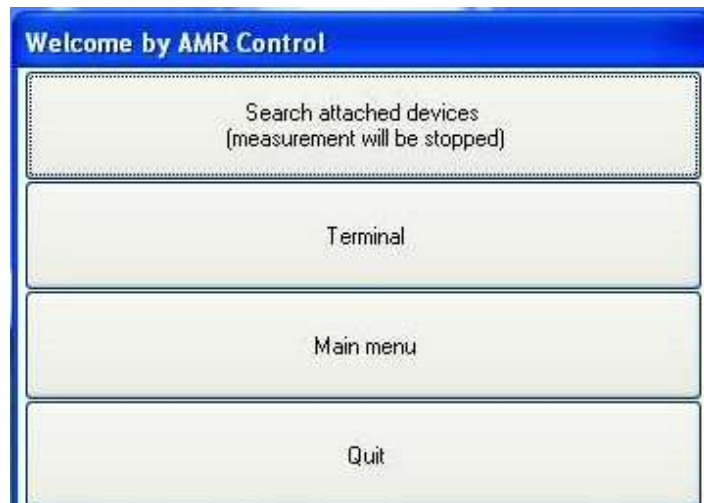 Welcome by AMR Control
Search attached devices
(measurement will be stopped)
Terminal
Main menu
Quit